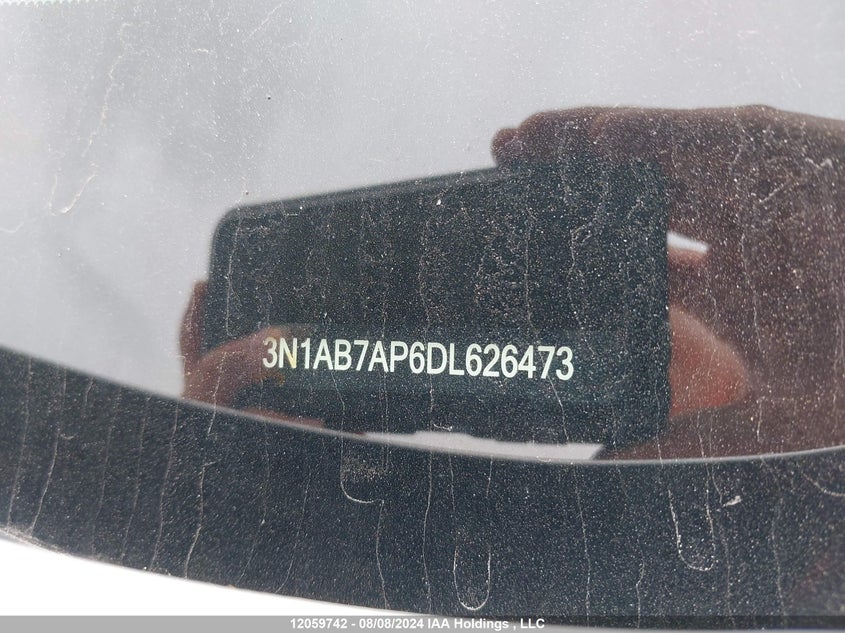 3N1AB7AP6DL626473
12059742 - 08/08/2024 IAA Holdings , LLC